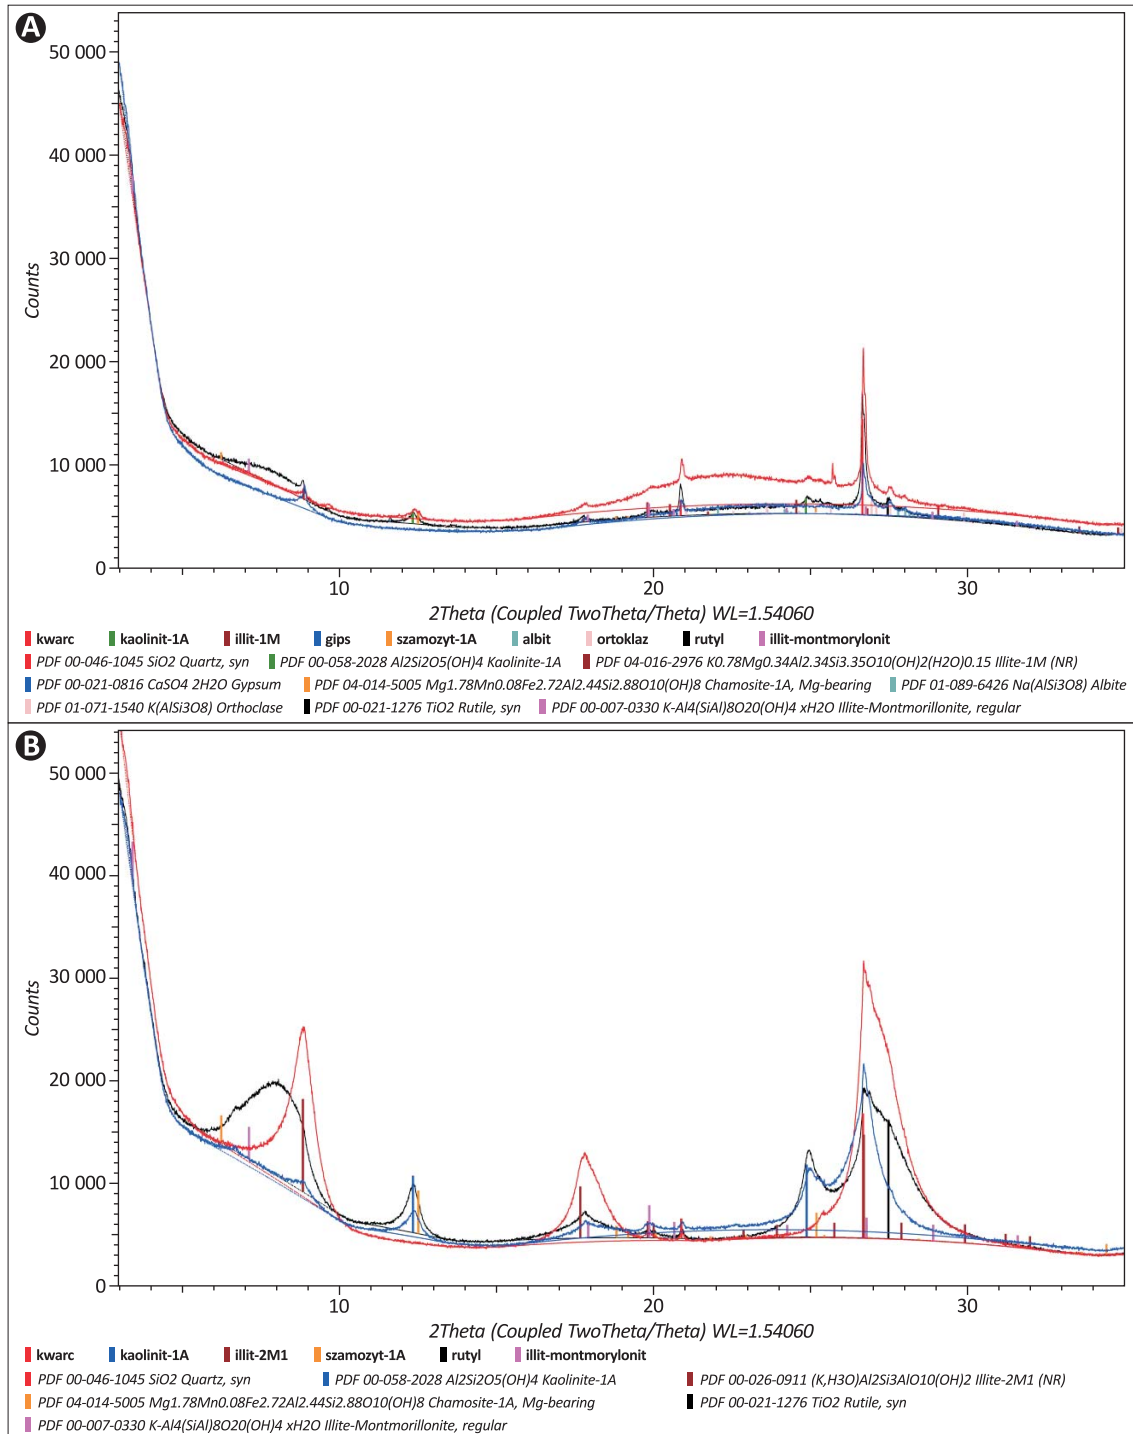 A
50 000
40 000
30 000
20 000
10 000
0
Counts
10 20 30
2Theta (Coupled TwoTheta/Theta) WL=1.54060
kwarc kaolinit-1A illit-1M gips szamozyt-1A albit ortoklaz rutyl illit-montmorylonit
PDF 00-046-1045 SiO2 Quartz, syn PDF 00-058-2028 Al2Si2O5(OH)4 Kaolinite-1A PDF 04-016-2976 K0.78Mg0.34Al2.34Si3.35O10(OH)2(H2O)0.15 Illite-1M (NR)
PDF 00-021-0816 CaSO4 2H2O Gypsum PDF 04-014-5005 Mg1.78Mn0.08Fe2.72Al2.44Si2.88O10(OH)8 Chamosite-1A, Mg-bearing PDF 01-089-6426 Na(AlSi3O8) Albite
PDF 01-071-1540 K(AlSi3O8) Orthoclase PDF 00-021-1276 TiO2 Rutile, syn PDF 00-007-0330 K-Al4(SiAl)8O20(OH)4 xH2O Illite-Montmorillonite, regular
B
50 000
40 000
30 000
20 000
10 000
0
Counts
10 20 30
2Theta (Coupled TwoTheta/Theta) WL=1.54060
kwarc kaolinit-1A illit-2M1 szamozyt-1A rutyl illit-montmorylonit
PDF 00-046-1045 SiO2 Quartz, syn PDF 00-058-2028 Al2Si2O5(OH)4 Kaolinite-1A PDF 00-026-0911 (K,H3O)Al2Si3AlO10(OH)2 Illite-2M1 (NR)
PDF 04-014-5005 Mg1.78Mn0.08Fe2.72Al2.44Si2.88O10(OH)8 Chamosite-1A, Mg-bearing PDF 00-021-1276 TiO2 Rutile, syn
PDF 00-007-0330 K-Al4(SiAl)8O20(OH)4 xH2O Illite-Montmorillonite, regular